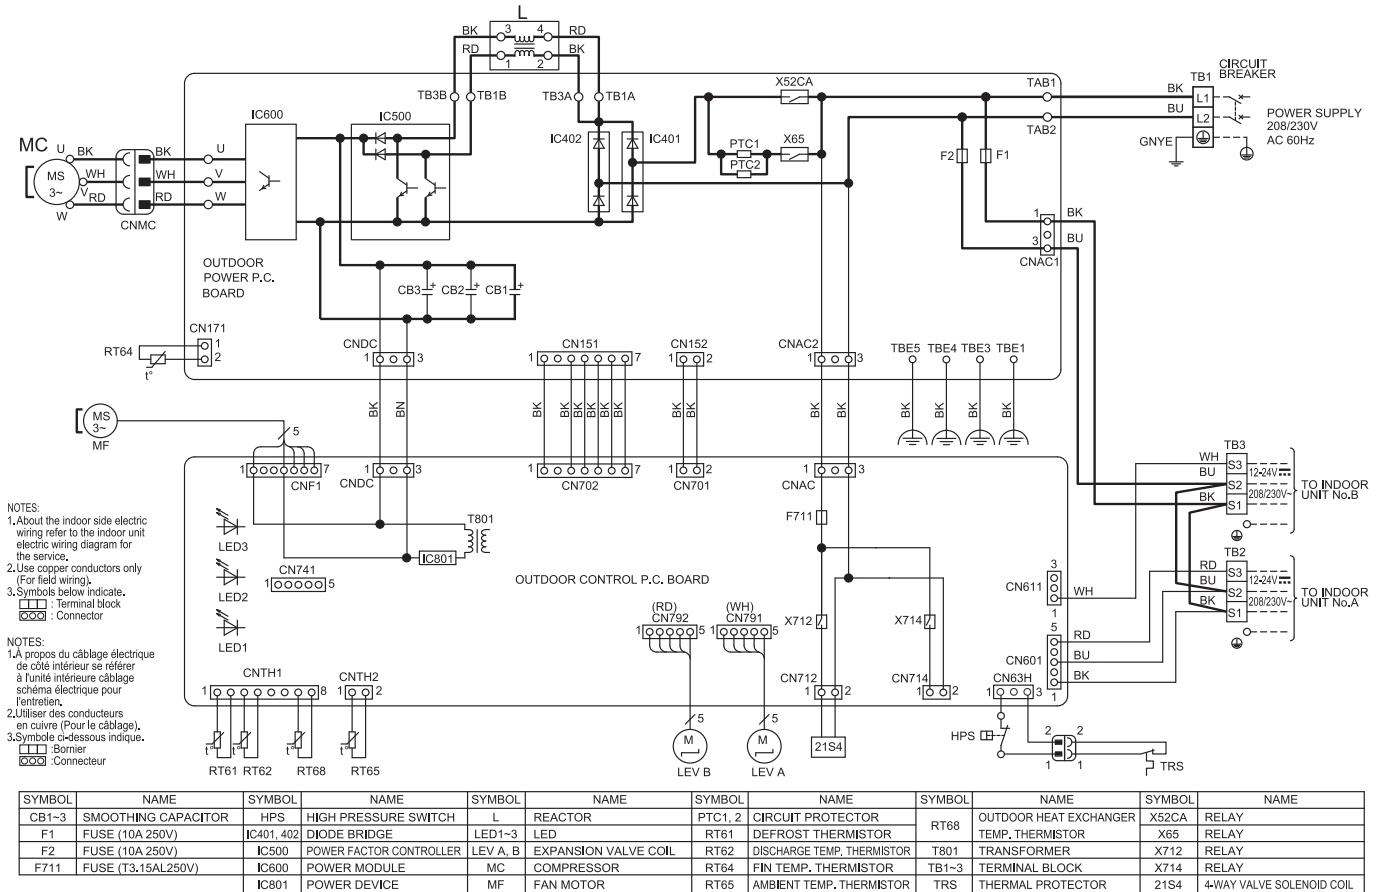 L
BK 3 4 RD
RD 1 2 BK
TB3B TB1B TB3A TB1A
X52CA
TAB1
TAB2
TB1
CIRCUIT
BREAKER
BK L1
BU L2
GNYE
POWER SUPPLY
208/230V
AC 60Hz
IC600 IC500 IC402 IC401
PTC1
PTC2
X65
F2 F1
MC
MS
3~
U BK BK U
V WH WH V
W RD RD W
CNMC
1 BK
3 BU
CNAC1
OUTDOOR
POWER P.C.
BOARD
CB3 + CB2 + CB1 +
CN171
1
2
RT64
t°
CNDC
1 3
CN151
1 7
CN152
1 2
CNAC2
1 3
TBE5 TBE4 TBE3 TBE1
BK BN BK BK BK BK BK BK BK BK BK BK BK BK BK BK BK
MS
3~
MF
5
1 7
CNF1
1 3
CNDC
1 7
CN702
1 2
CN701
1 3
CNAC
TB3
WH S3
BU S2
BK S1
12-24V
208/230V~
TO INDOOR
UNIT No.B
TB2
RD S3
BU S2
BK S1
12-24V
208/230V~
TO INDOOR
UNIT No.A
NOTES:
1.About the indoor side electric
wiring refer to the indoor unit
electric wiring diagram for
the service.
2.Use copper conductors only
(For field wiring).
3.Symbols below indicate.
: Terminal block
: Connector
NOTES:
1.À propos du câblage électrique
de côté intérieur se référer
à l'unité intérieure câblage
schéma électrique pour
l'entretien.
2.Utiliser des conducteurs
en cuivre (Pour le câblage).
3.Symbole ci-dessous indique.
:Bornier
:Connecteur
LED3
LED2
LED1
T801
IC801
CN741
1 5
OUTDOOR CONTROL P.C. BOARD
F711
X712
X714
(RD)
CN792
1 5
(WH)
CN791
1 5
CN611
3
1
WH
CN601
5
1
RD
BU
BK
CNTH1
1 8
CNTH2
1 2
CN712
1 2
CN714
1 2
CN63H
1 3
t° t° t° t°
RT61 RT62 RT68 RT65
5
M
LEV B
5
M
LEV A
21S4
HPS
2 2
1 1
TRS
SYMBOL NAME SYMBOL NAME SYMBOL NAME SYMBOL NAME SYMBOL NAME SYMBOL NAME
CB1~3 SMOOTHING CAPACITOR HPS HIGH PRESSURE SWITCH L REACTOR PTC1, 2 CIRCUIT PROTECTOR RT68 OUTDOOR HEAT EXCHANGER TEMP. THERMISTOR X52CA RELAY
F1 FUSE (10A 250V) IC401, 402 DIODE BRIDGE LED1~3 LED RT61 DEFROST THERMISTOR X65 RELAY
F2 FUSE (10A 250V) IC500 POWER FACTOR CONTROLLER LEV A, B EXPANSION VALVE COIL RT62 DISCHARGE TEMP. THERMISTOR T801 TRANSFORMER X712 RELAY
F711 FUSE (T3.15AL250V) IC600 POWER MODULE MC COMPRESSOR RT64 FIN TEMP. THERMISTOR TB1~3 TERMINAL BLOCK X714 RELAY
IC801 POWER DEVICE MF FAN MOTOR RT65 AMBIENT TEMP. THERMISTOR TRS THERMAL PROTECTOR 21S4 4-WAY VALVE SOLENOID COIL